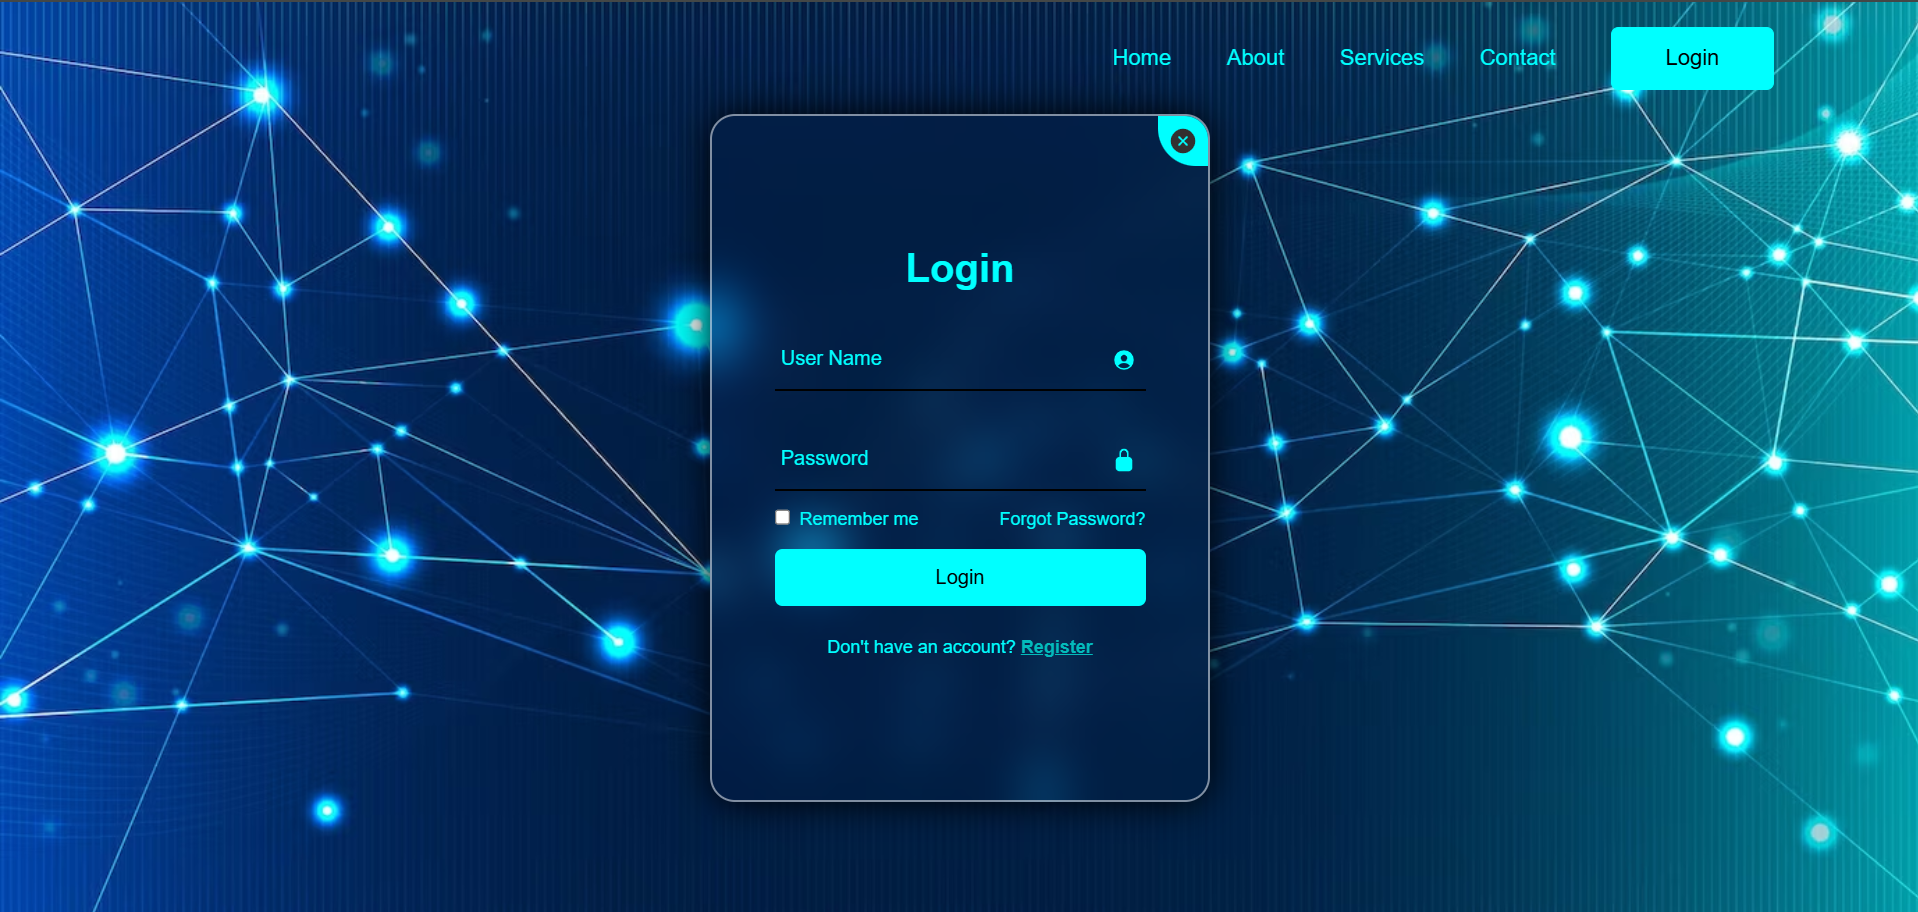 Home About Services Contact Login
Login
User Name
Password
Remember me Forgot Password?
Login
Don't have an account? Register